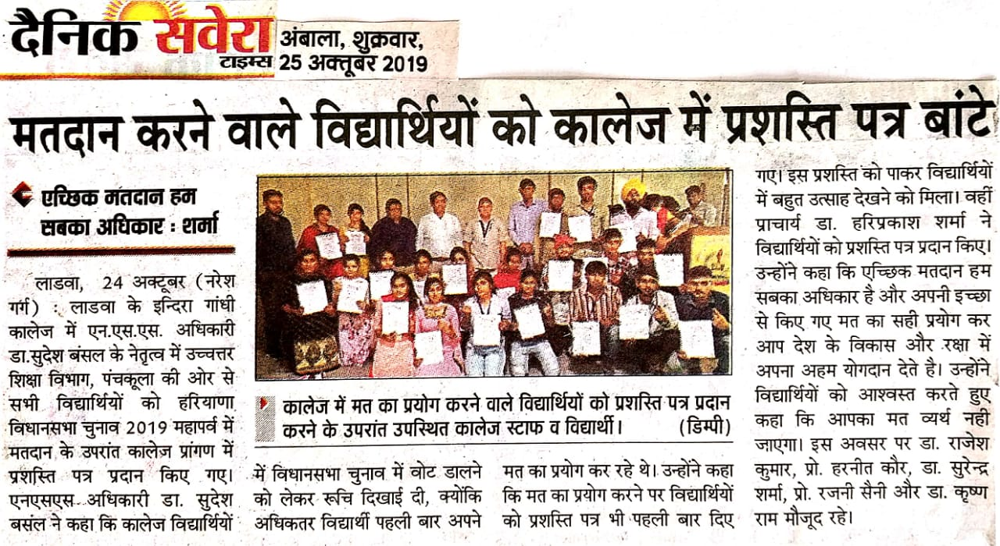 दैनिक सवेरा
टाइम्स
अंबाला, शुक्रवार,
25 अक्तूबर 2019
मतदान करने वाले विद्यार्थियों को कालेज में प्रशस्ति पत्र बांटे
एच्छिक मतदान हम
सबका अधिकार : शर्मा
लाडवा, 24 अक्टूबर (नरेश
गर्ग) : लाडवा के इन्दिरा गांधी
कालेज में एन.एस.एस. अधिकारी
डा.सुदेश बंसल के नेतृत्व में उच्चत्तर
शिक्षा विभाग, पंचकूला की ओर से
सभी विद्यार्थियों को हरियाणा
विधानसभा चुनाव 2019 महापर्व में
मतदान के उपरांत कालेज प्रांगण में
प्रशस्ति पत्र प्रदान किए गए।
एनएसएस अधिकारी डा. सुदेश
बसंल ने कहा कि कालेज विद्यार्थियों
कालेज में मत का प्रयोग करने वाले विद्यार्थियों को प्रशस्ति पत्र प्रदान
करने के उपरांत उपस्थित कालेज स्टाफ व विद्यार्थी। (डिम्पी)
में विधानसभा चुनाव में वोट डालने
को लेकर रूचि दिखाई दी, क्योंकि
अधिकतर विद्यार्थी पहली बार अपने
मत का प्रयोग कर रहे थे। उन्होंने कहा
कि मत का प्रयोग करने पर विद्यार्थियों
को प्रशस्ति पत्र भी पहली बार दिए
गए। इस प्रशस्ति को पाकर विद्यार्थियों
में बहुत उत्साह देखने को मिला। वहीं
प्राचार्य डा. हरिप्रकाश शर्मा ने
विद्यार्थियों को प्रशस्ति पत्र प्रदान किए।
उन्होंने कहा कि एच्छिक मतदान हम
सबका अधिकार है और अपनी इच्छा
से किए गए मत का सही प्रयोग कर
आप देश के विकास और रक्षा में
अपना अहम योगदान देते है। उन्होंने
विद्यार्थियों को आश्वस्त करते हुए
कहा कि आपका मत व्यर्थ नहीं
जाएगा। इस अवसर पर डा. राजेश
कुमार, प्रो. हरनीत कौर, डा. सुरेन्द्र
शर्मा, प्रो. रजनी सैनी और डा. कृष्ण
राम मौजूद रहे।